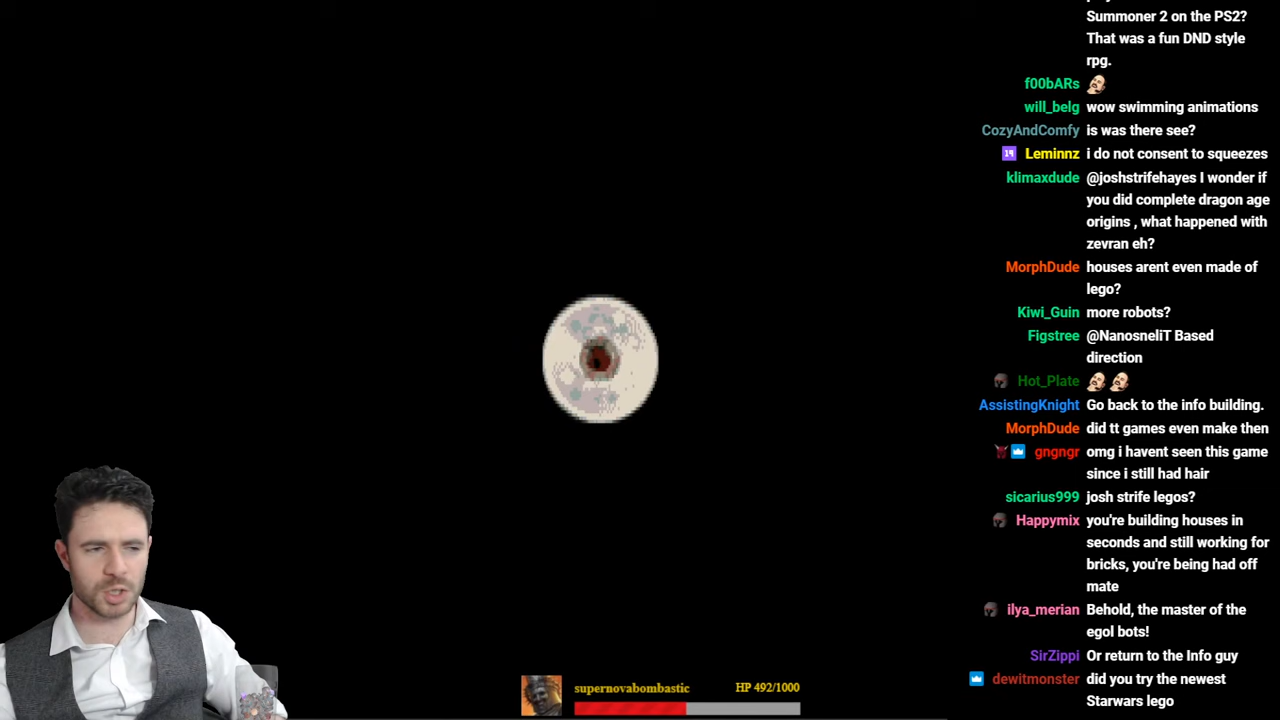 Summoner 2 on the PS2?
That was a fun DND style
rpg.
f00bARs
will_belg wow swimming animations
CozyAndComfy is was there see?
19 Leminnz i do not consent to squeezes
klimaxdude @joshstrifehayes I wonder if
you did complete dragon age
origins , what happened with
zevran eh?
MorphDude houses arent even made of
lego?
Kiwi_Guin more robots?
Figstree @NanosneliT Based
direction
Hot_Plate
AssistingKnight Go back to the info building.
MorphDude did tt games even make then
gngngr omg i havent seen this game
since i still had hair
sicarius999 josh strife legos?
Happymix you're building houses in
seconds and still working for
bricks, you're being had off
mate
ilya_merian Behold, the master of the
egol bots!
SirZippi Or return to the Info guy
dewitmonster did you try the newest
Starwars lego
supernovabombastic HP 492/1000